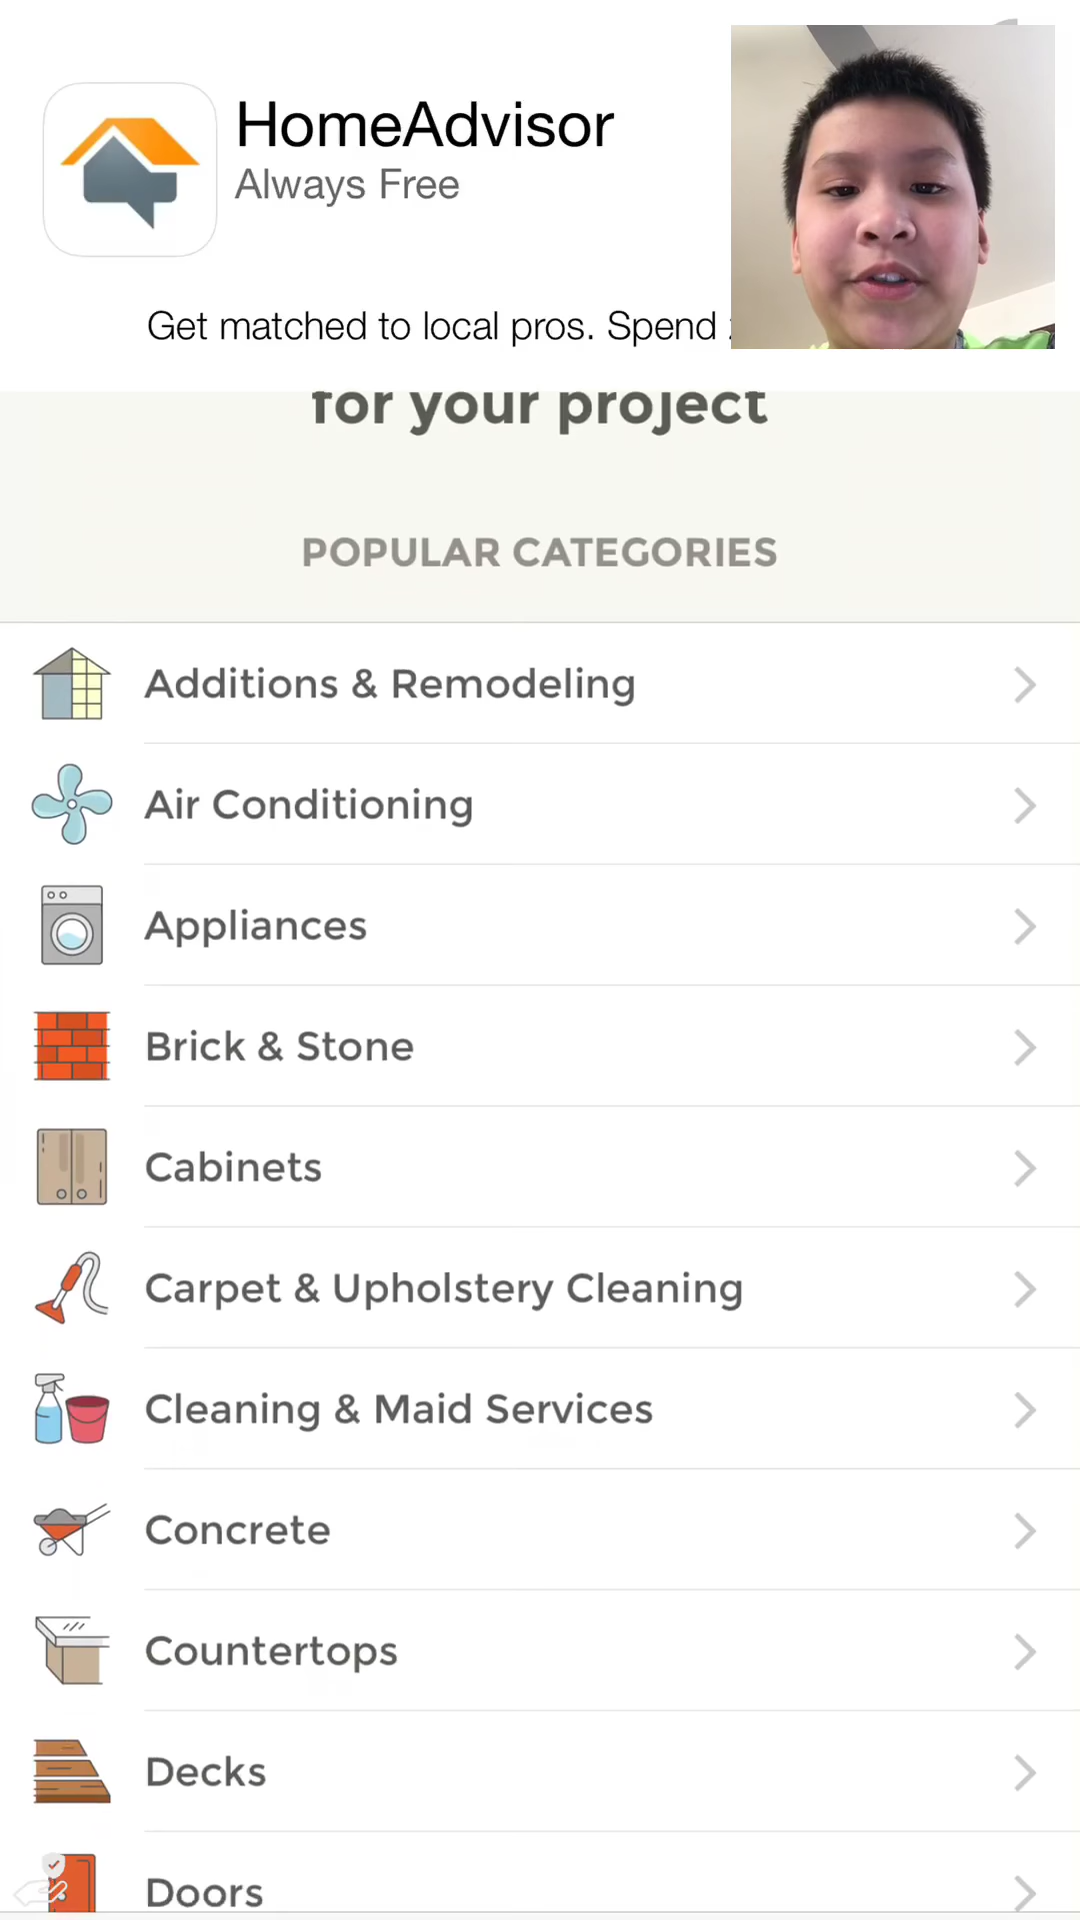 HomeAdvisor
Always Free
Get matched to local pros. Spend
for your project
POPULAR CATEGORIES
Additions & Remodeling
Air Conditioning
Appliances
Brick & Stone
Cabinets
Carpet & Upholstery Cleaning
Cleaning & Maid Services
Concrete
Countertops
Decks
Doors